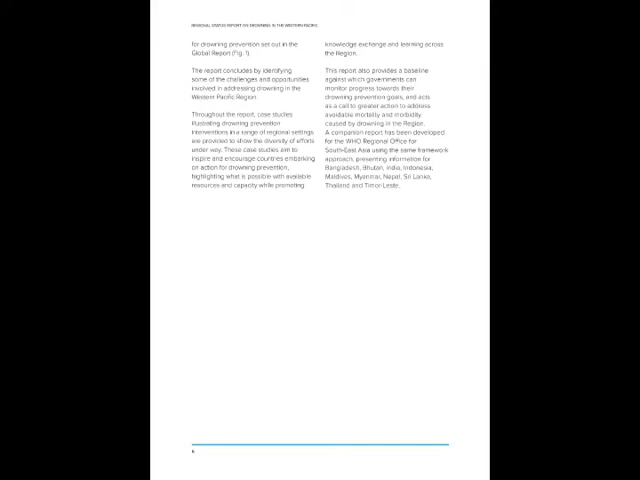 REGIONAL STATUS REPORT ON DROWNING IN THE WESTERN PACIFIC
for drowning prevention set out in the
Global Report (Fig. 1).
The report concludes by identifying
some of the challenges and opportunities
involved in addressing drowning in the
Western Pacific Region.
Throughout the report, case studies
illustrating drowning prevention
interventions in a range of regional settings
are provided to show the diversity of efforts
under way. These case studies aim to
inspire and encourage countries embarking
on action for drowning prevention,
highlighting what is possible with available
resources and capacity while promoting
knowledge exchange and learning across
the Region.
This report also provides a baseline
against which governments can
monitor progress towards their
drowning prevention goals, and acts
as a call to greater action to address
avoidable mortality and morbidity
caused by drowning in the Region.
A companion report has been developed
for the WHO Regional Office for
South-East Asia using the same framework
approach, presenting information for
Bangladesh, Bhutan, India, Indonesia,
Maldives, Myanmar, Nepal, Sri Lanka,
Thailand and Timor-Leste.